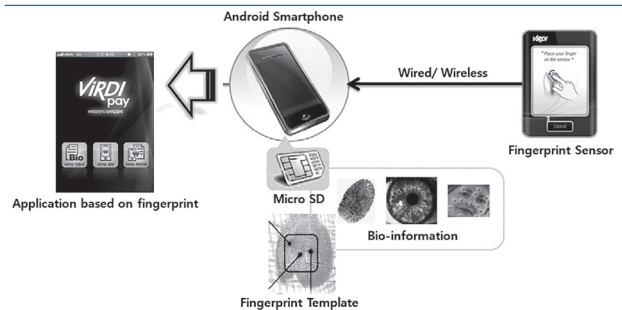 Android Smartphone
ViRDI
pay
Bio
Wired/ Wireless
ViRDI
"Place your finger
on the sensor."
Cancel
Fingerprint Sensor
Application based on fingerprint
Micro SD
Bio-information
Fingerprint Template